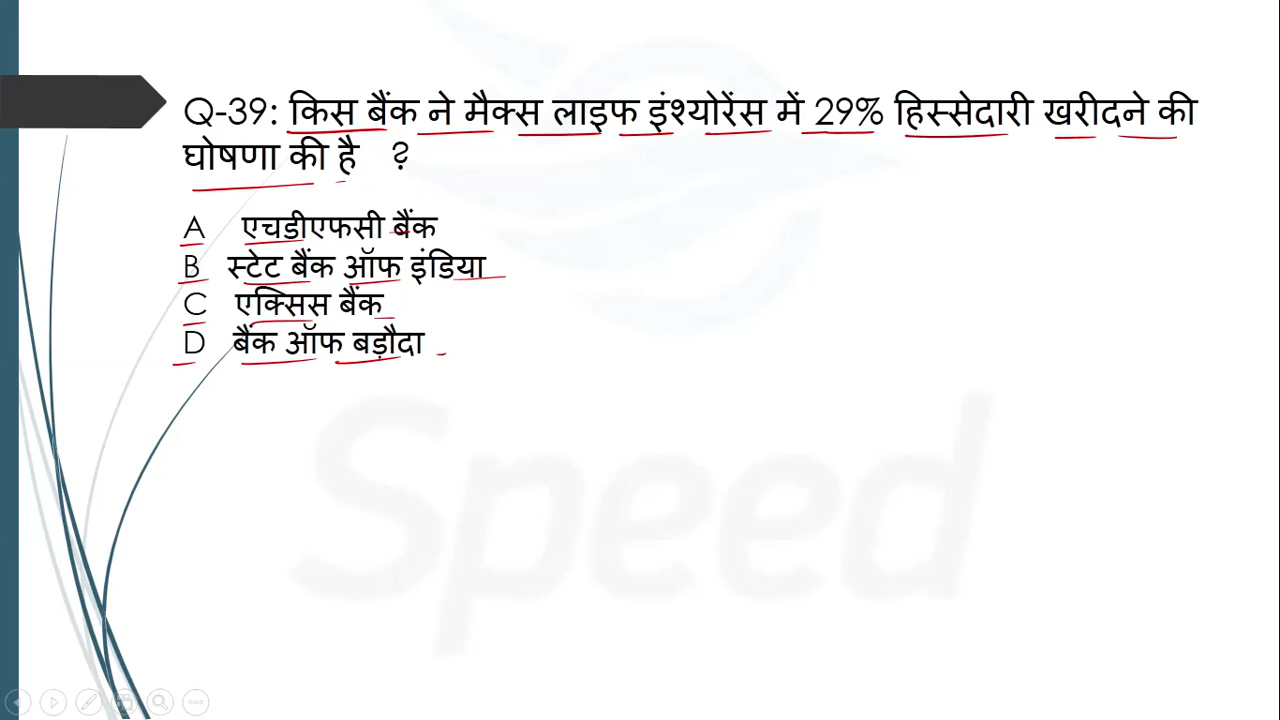 Q-39: किस बैंक ने मैक्स लाइफ इंश्योरेंस में 29% हिस्सेदारी खरीदने की
घोषणा की है ?
A एचडीएफसी बैंक
B स्टेट बैंक ऑफ इंडिया
C एक्सिस बैंक
D बैंक ऑफ बड़ौदा
Speed